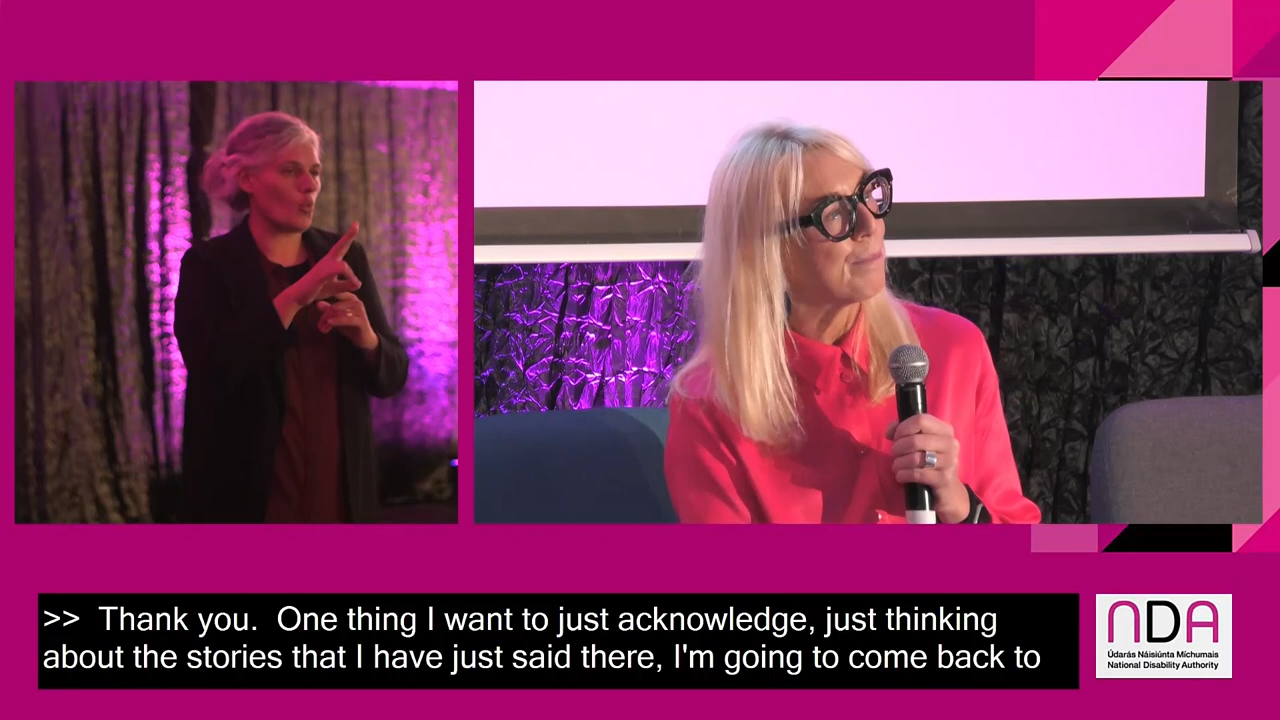 >>  Thank you.  One thing I want to just acknowledge, just thinking
about the stories that I have just said there, I'm going to come back to
NDA
Údarás Náisiúnta Míchumais
National Disability Authority